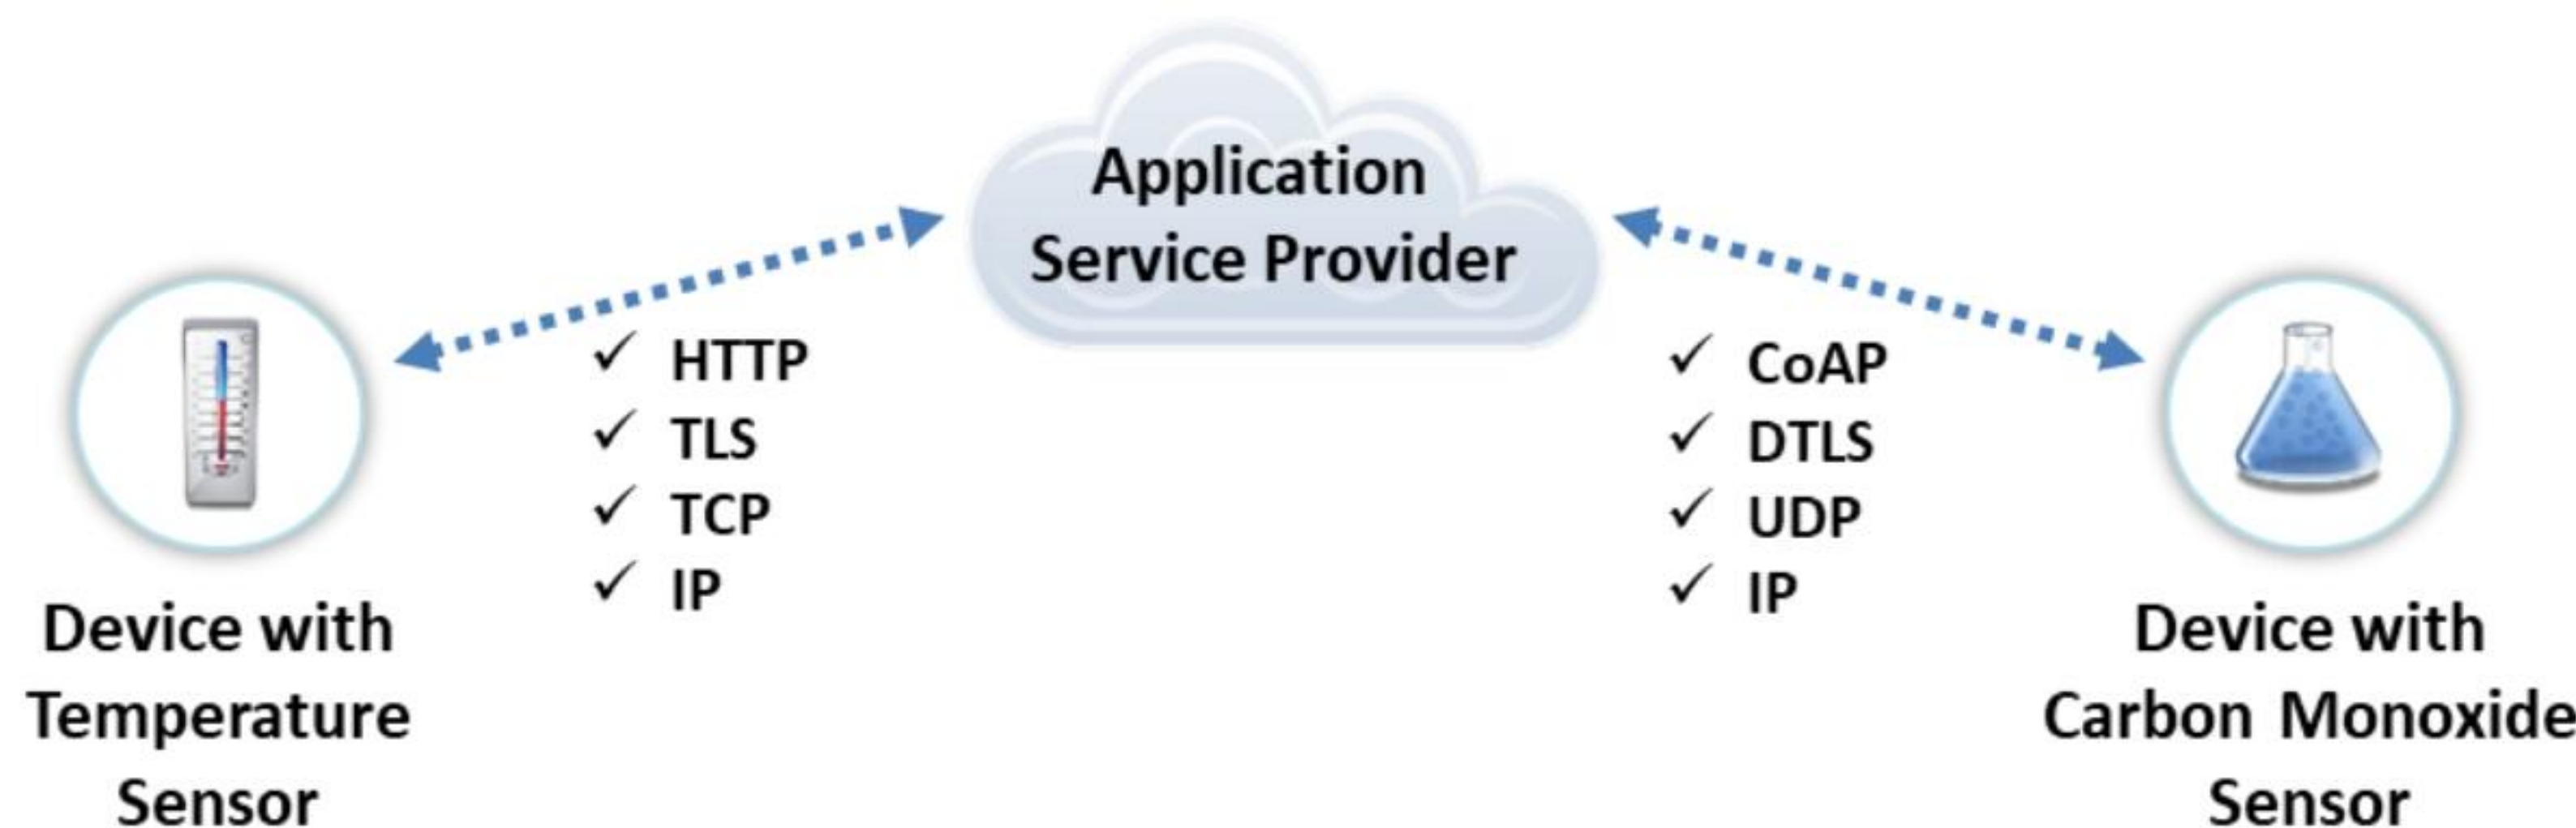 Application
Service Provider
HTTP
TLS
TCP
IP
CoAP
DTLS
UDP
IP
Device with
Temperature
Sensor
Device with
Carbon Monoxide
Sensor